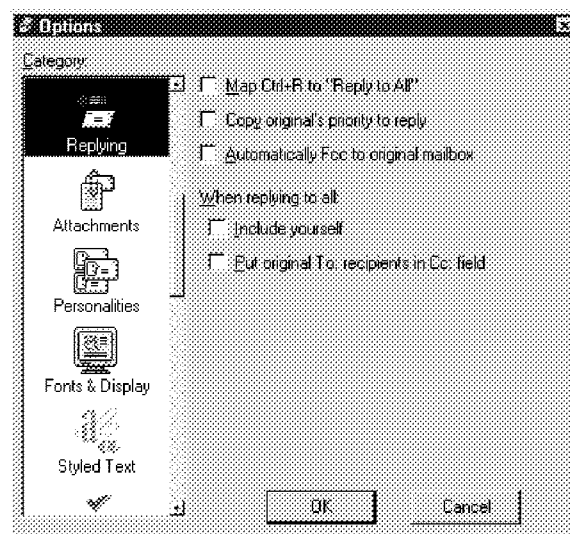 Options
Category:
Replying
Attachments
Personalities
Fonts & Display
Styled Text
Map Ctrl+R to "Reply to All"
Copy original's priority to reply
Automatically Fcc to original mailbox
When replying to all:
Include yourself
Put original To: recipients in Cc: field
OK
Cancel